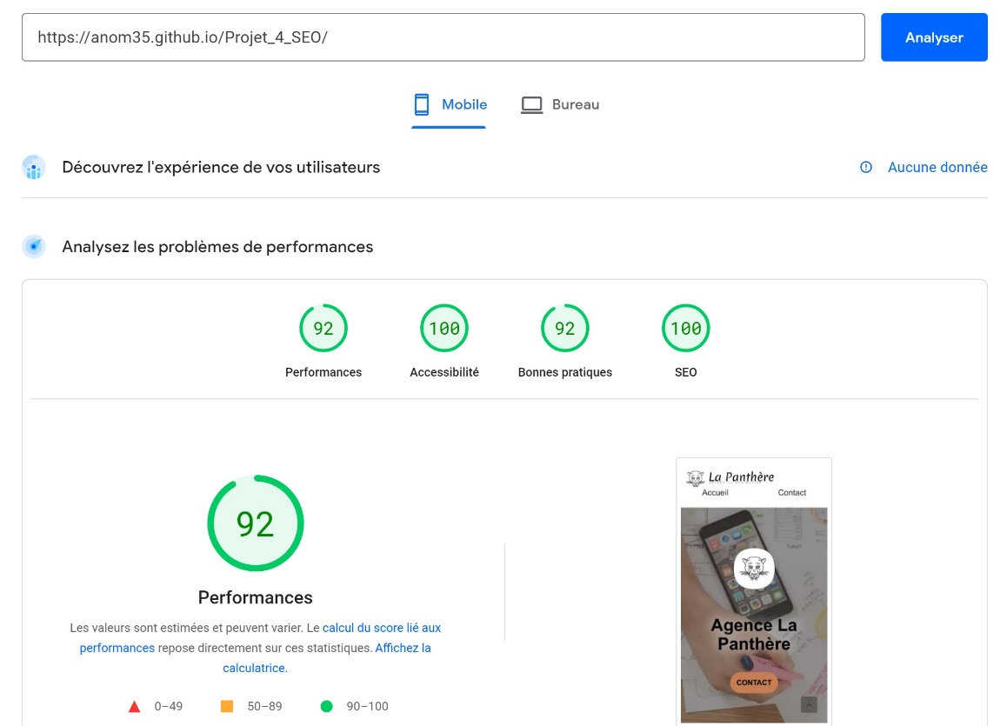 https://anom35.github.io/Projet_4_SEO/
Analyser
Mobile
Bureau
Découvrez l'expérience de vos utilisateurs
Aucune donnée
Analysez les problèmes de performances
92
100
92
100
Performances
Accessibilité
Bonnes pratiques
SEO
92
Performances
Les valeurs sont estimées et peuvent varier. Le calcul du score lié aux
performances repose directement sur ces statistiques. Affichez la
calculatrice.
0–49
50–89
90–100
La Panthère
Accueil
Contact
Agence La
Panthère
CONTACT